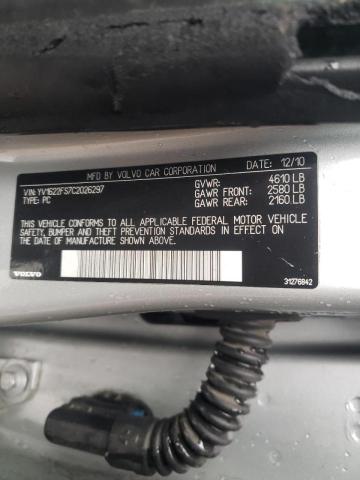 MFD BY VOLVO CAR CORPORATION DATE: 12/10
VIN: YV1622FS7C2026297
TYPE: PC
GVWR: 4610 LB
GAWR FRONT: 2580 LB
GAWR REAR: 2160 LB
THIS VEHICLE CONFORMS TO ALL APPLICABLE FEDERAL MOTOR VEHICLE
SAFETY, BUMPER AND THEFT PREVENTION STANDARDS IN EFFECT ON
THE DATE OF MANUFACTURE SHOWN ABOVE.
VOLVO
31276842